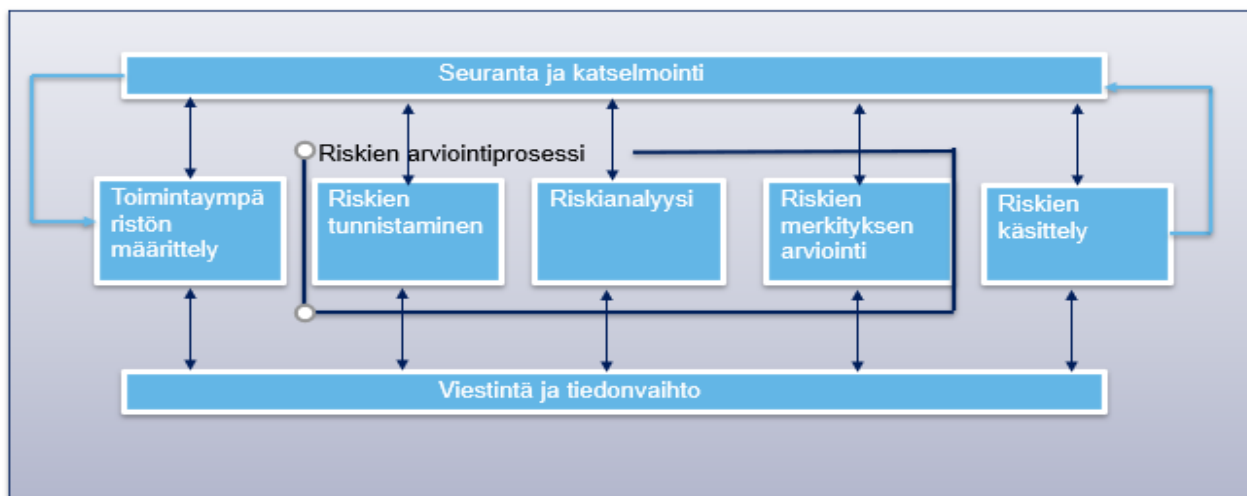 Seuranta ja katselmointi
Riskien arviointiprosessi
Toimintaympä
ristön
määrittely
Riskien
tunnistaminen
Riskianalyysi
Riskien
merkityksen
arviointi
Riskien
käsittely
Viestintä ja tiedonvaihto